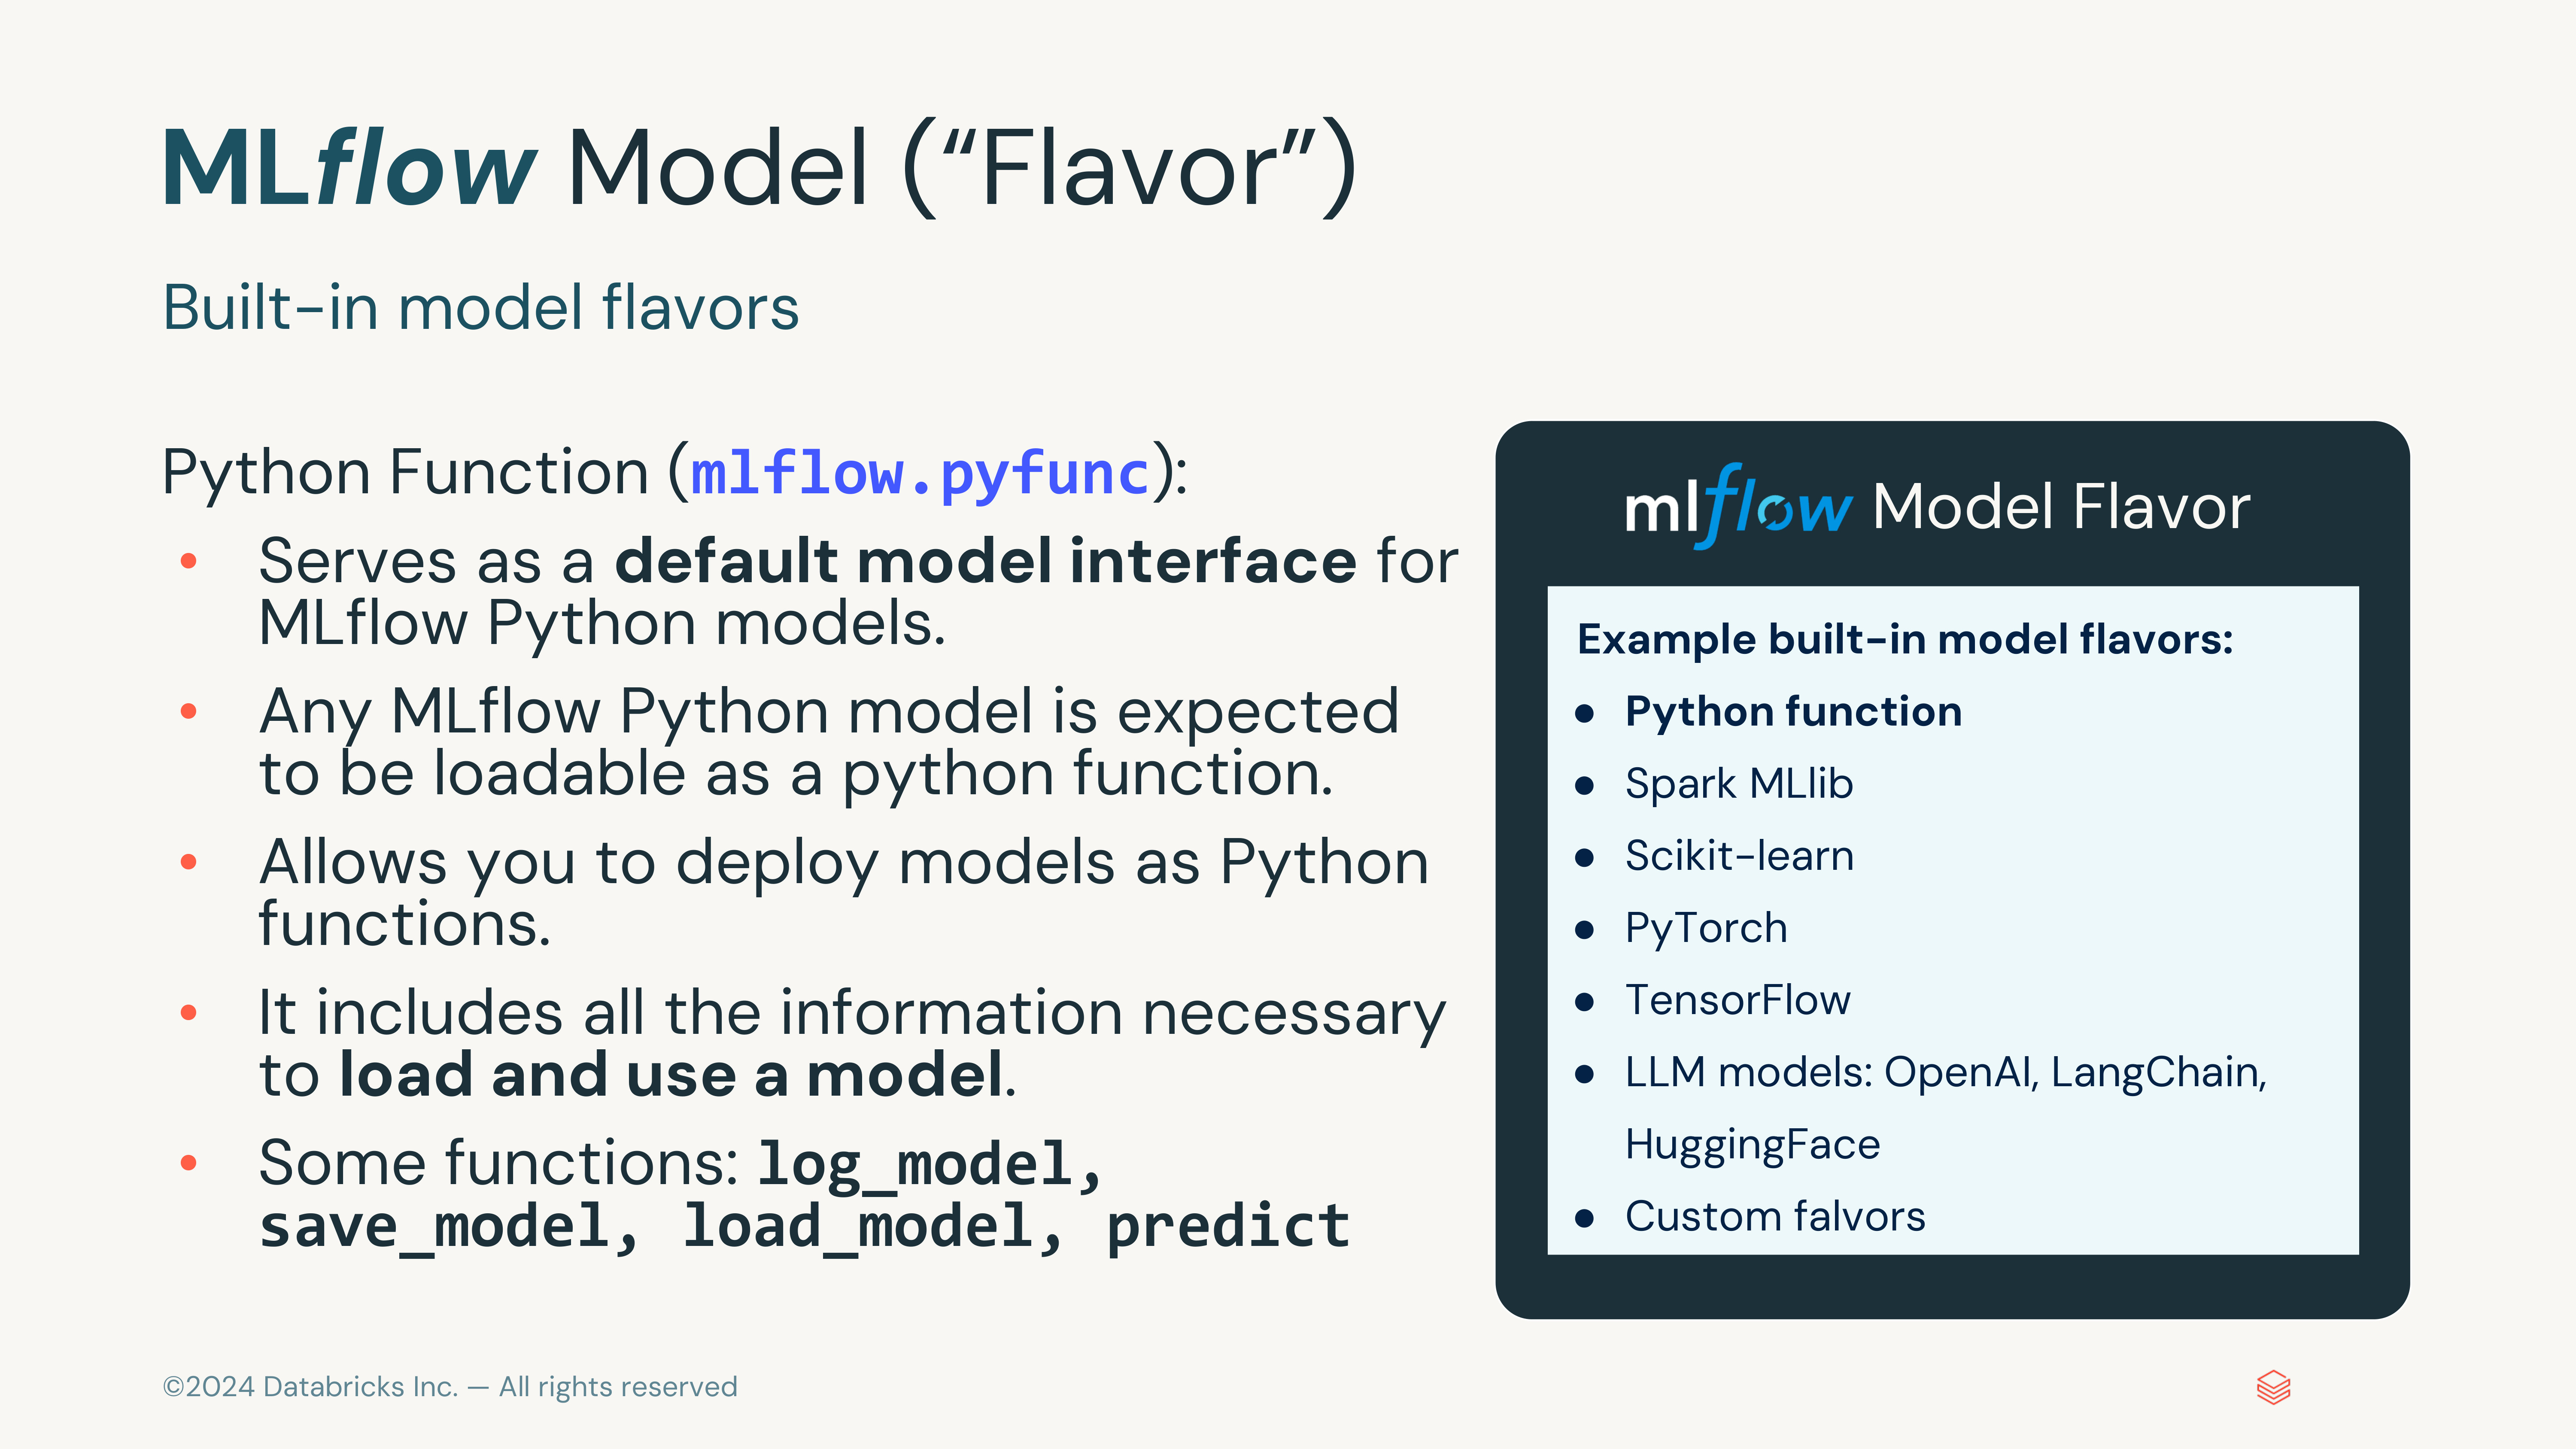 MLflow Model (“Flavor”)
Built-in model flavors
Python Function (mlflow.pyfunc):
• Serves as a default model interface for
MLflow Python models.
• Any MLflow Python model is expected
to be loadable as a python function.
• Allows you to deploy models as Python
functions.
• It includes all the information necessary
to load and use a model.
• Some functions: log_model,
save_model, load_model, predict
mlflow Model Flavor
Example built-in model flavors:
● Python function
● Spark MLlib
● Scikit-learn
● PyTorch
● TensorFlow
● LLM models: OpenAI, LangChain,
HuggingFace
● Custom falvors
©2024 Databricks Inc. — All rights reserved